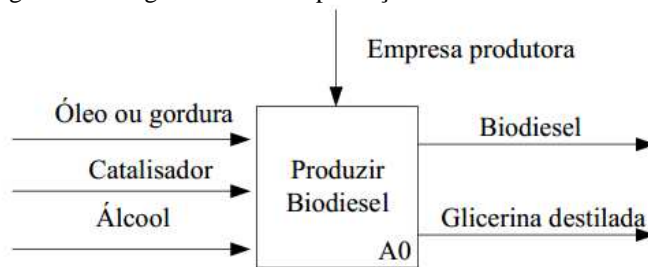 Empresa produtora
Óleo ou gordura
Catalisador
Álcool
Produzir
Biodiesel
A0
Biodiesel
Glicerina destilada